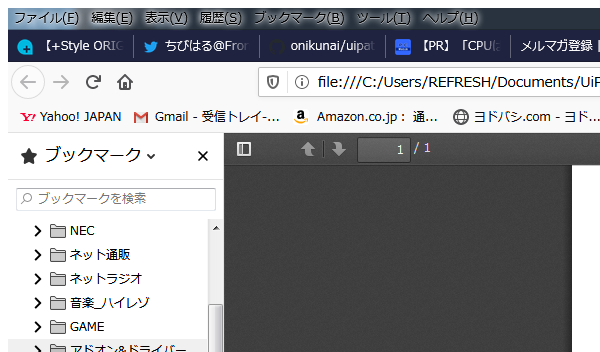 ファイル(F) 編集(E) 表示(V) 履歴(S) ブックマーク(B) ツール(T) ヘルプ(H)
【+Style ORIG ちびはる@Fron onikunai/uipat 【PR】「CPUは メルマガ登録
file:///C:/Users/REFRESH/Documents/UiP
Yahoo! JAPAN Gmail - 受信トレイ-... Amazon.co.jp： 通... ヨドバシ.com - ヨド...
ブックマーク
1 / 1
ブックマークを検索
NEC
ネット通販
ネットラジオ
音楽_ハイレゾ
GAME
アドオン&ドライバー